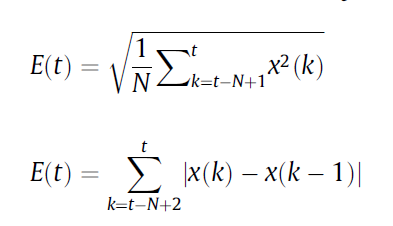 E(t) = √(1/N ∑_{k=t−N+1}^{t} x²(k))
E(t) = ∑_{k=t−N+2}^{t} |x(k) − x(k − 1)|